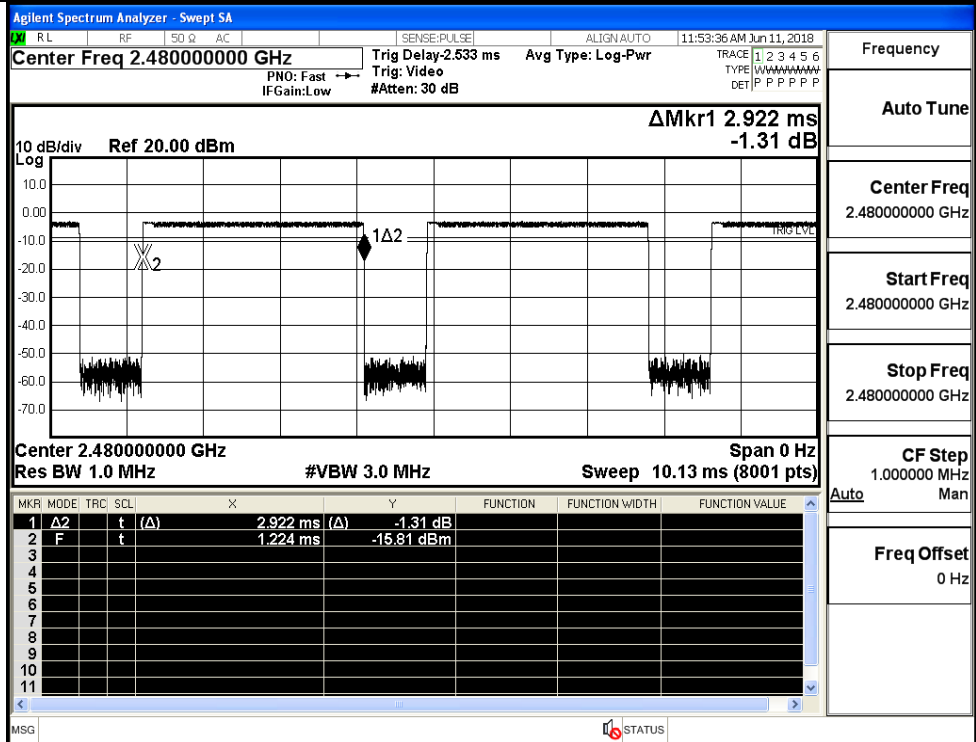 Agilent Spectrum Analyzer - Swept SA
LXI RL RF 50 Ω AC SENSE:PULSE ALIGN AUTO 11:53:36 AM Jun 11, 2018
Center Freq 2.480000000 GHz
PNO: Fast
IFGain:Low
Trig Delay-2.533 ms
Trig: Video
#Atten: 30 dB
Avg Type: Log-Pwr
TRACE 1 2 3 4 5 6
TYPE WWWWWW
DET P P P P P P
ΔMkr1 2.922 ms
-1.31 dB
10 dB/div Ref 20.00 dBm
Log
10.0
0.00
-10.0
-20.0
-30.0
-40.0
-50.0
-60.0
-70.0
1Δ2
2
TRIG LVL
Center 2.480000000 GHz Span 0 Hz
Res BW 1.0 MHz #VBW 3.0 MHz Sweep 10.13 ms (8001 pts)
MKR MODE TRC SCL X Y FUNCTION FUNCTION WIDTH FUNCTION VALUE
1 Δ2 t (Δ) 2.922 ms (Δ) -1.31 dB
2 F t 1.224 ms -15.81 dBm
3
4
5
6
7
8
9
10
11
MSG STATUS
Frequency
Auto Tune
Center Freq
2.480000000 GHz
Start Freq
2.480000000 GHz
Stop Freq
2.480000000 GHz
CF Step
1.000000 MHz
Auto Man
Freq Offset
0 Hz